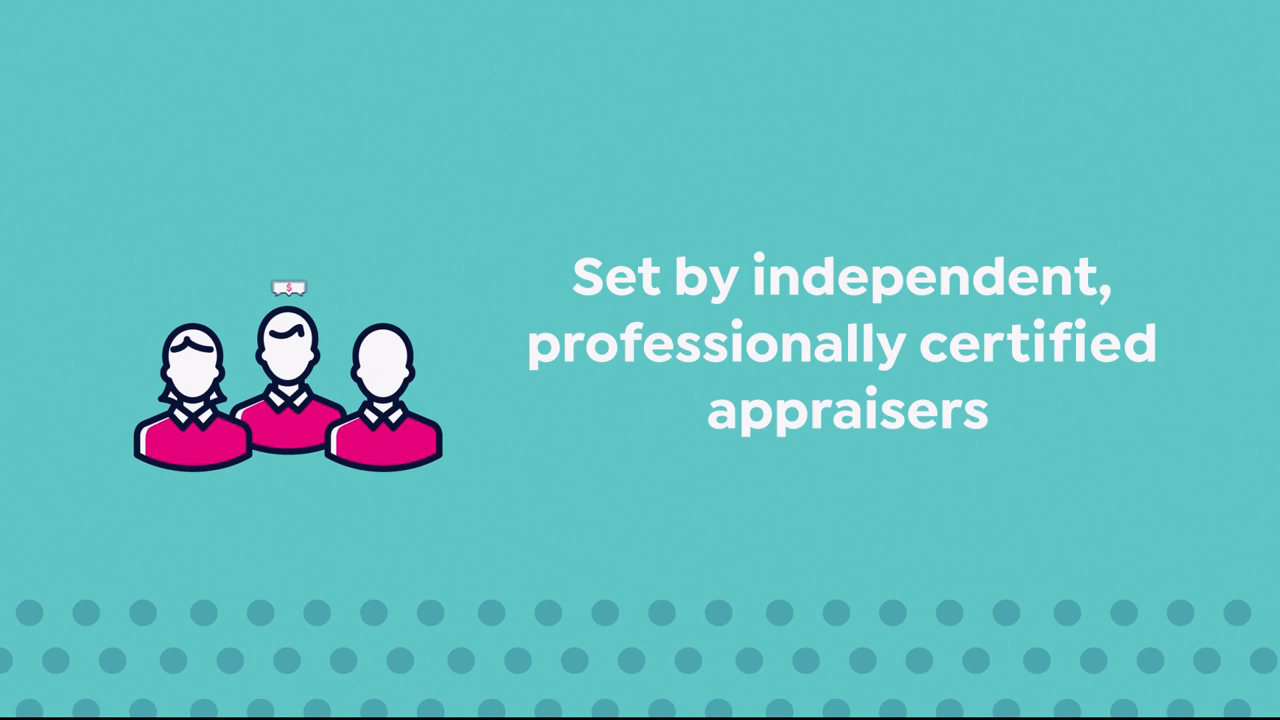 $
Set by independent,
professionally certified
appraisers